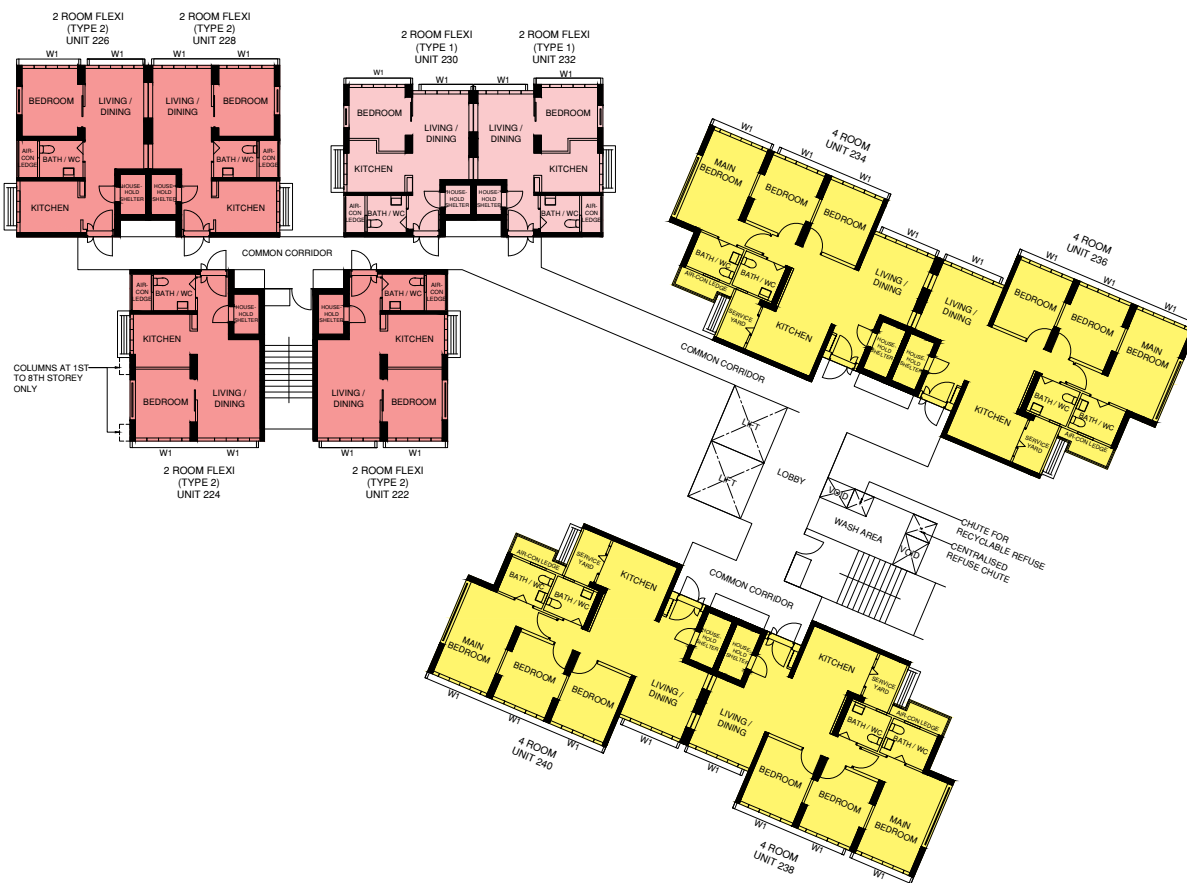 2 ROOM FLEXI
(TYPE 2)
UNIT 226
2 ROOM FLEXI
(TYPE 2)
UNIT 228
W1
W1
W1
W1
BEDROOM
LIVING /
DINING
LIVING /
DINING
BEDROOM
AIR-
CON
LEDGE
BATH / WC
BATH / WC
AIR-
CON
LEDGE
KITCHEN
HOUSE-
HOLD
SHELTER
HOUSE-
HOLD
SHELTER
KITCHEN
2 ROOM FLEXI
(TYPE 1)
UNIT 230
2 ROOM FLEXI
(TYPE 1)
UNIT 232
W1
W1
W1
W1
BEDROOM
LIVING /
DINING
LIVING /
DINING
BEDROOM
KITCHEN
KITCHEN
AIR-
CON
LEDGE
BATH / WC
HOUSE-
HOLD
SHELTER
HOUSE-
HOLD
SHELTER
BATH / WC
AIR-
CON
LEDGE
COMMON CORRIDOR
AIR-
CON
LEDGE
BATH / WC
HOUSE-
HOLD
SHELTER
KITCHEN
BEDROOM
LIVING /
DINING
W1
W1
2 ROOM FLEXI
(TYPE 2)
UNIT 224
COLUMNS AT 1ST
TO 8TH STOREY
ONLY
HOUSE-
HOLD
SHELTER
BATH / WC
AIR-
CON
LEDGE
KITCHEN
LIVING /
DINING
BEDROOM
W1
W1
2 ROOM FLEXI
(TYPE 2)
UNIT 222
4 ROOM
UNIT 234
W1
W1
W1
W1
MAIN
BEDROOM
BEDROOM
BEDROOM
LIVING /
DINING
BATH / WC
BATH / WC
AIR-CON LEDGE
SERVICE
YARD
KITCHEN
HOUSE-
HOLD
SHELTER
4 ROOM
UNIT 236
W1
W1
W1
W1
LIVING /
DINING
BEDROOM
BEDROOM
MAIN
BEDROOM
HOUSE-
HOLD
SHELTER
KITCHEN
BATH / WC
BATH / WC
SERVICE
YARD
AIR-CON LEDGE
COMMON CORRIDOR
LIFT
LIFT
LOBBY
VOID
WASH AREA
VOID
CHUTE FOR
RECYCLABLE REFUSE
CENTRALISED
REFUSE CHUTE
COMMON CORRIDOR
AIR-CON LEDGE
SERVICE
YARD
KITCHEN
BATH / WC
BATH / WC
HOUSE-
HOLD
SHELTER
MAIN
BEDROOM
BEDROOM
BEDROOM
LIVING /
DINING
W1
W1
W1
W1
4 ROOM
UNIT 240
HOUSE-
HOLD
SHELTER
KITCHEN
SERVICE
YARD
AIR-CON LEDGE
BATH / WC
BATH / WC
LIVING /
DINING
BEDROOM
BEDROOM
MAIN
BEDROOM
W1
W1
W1
W1
4 ROOM
UNIT 238